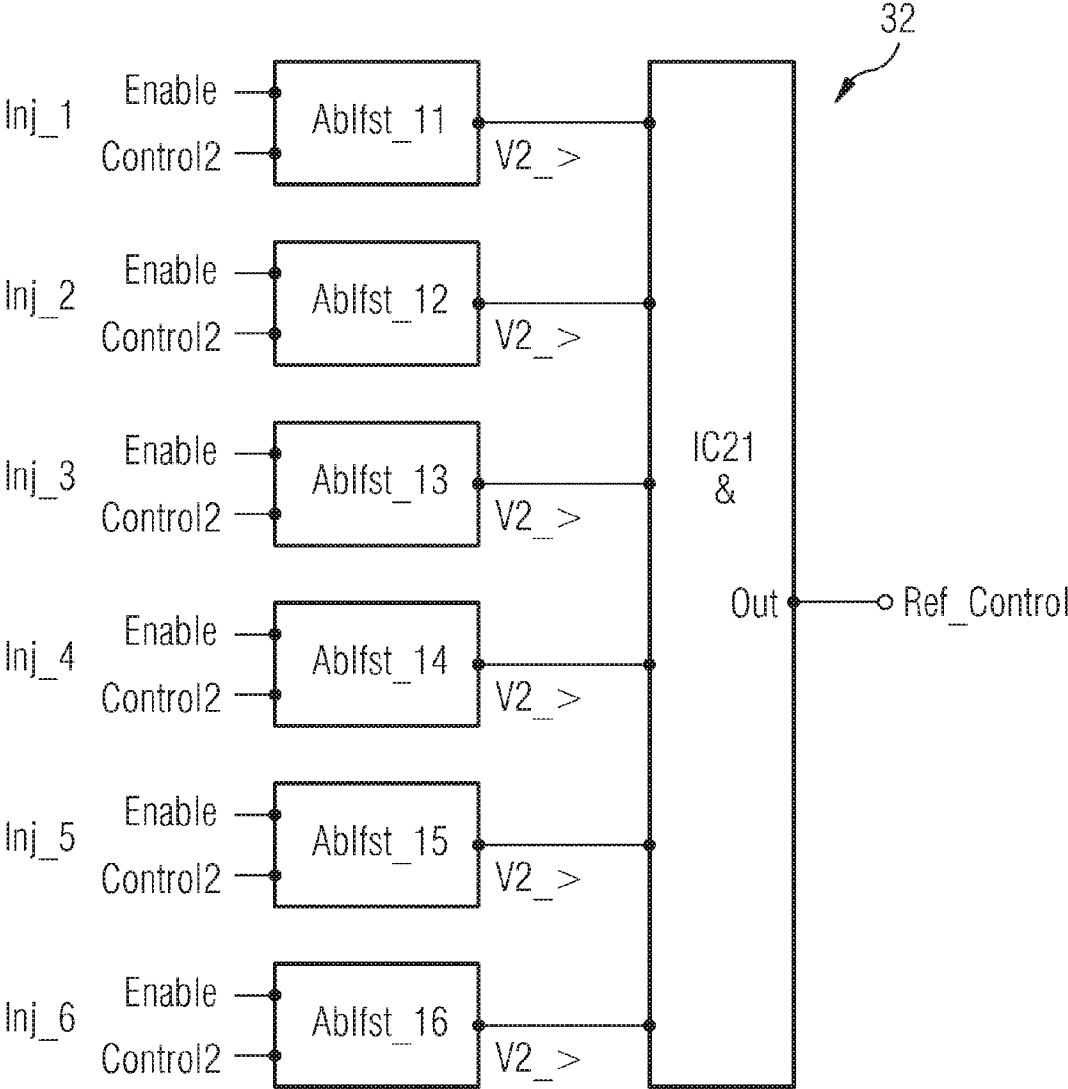 32
Inj_1
Enable
Control2
Ablfst_11
V2_>
Inj_2
Enable
Control2
Ablfst_12
V2_>
Inj_3
Enable
Control2
Ablfst_13
V2_>
IC21
&
Inj_4
Enable
Control2
Ablfst_14
V2_>
Out
Ref_Control
Inj_5
Enable
Control2
Ablfst_15
V2_>
Inj_6
Enable
Control2
Ablfst_16
V2_>